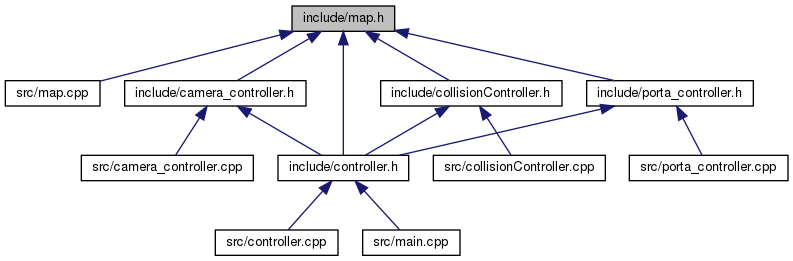 include/map.h
src/map.cpp
include/camera_controller.h
include/collisionController.h
include/porta_controller.h
src/camera_controller.cpp
include/controller.h
src/collisionController.cpp
src/porta_controller.cpp
src/controller.cpp
src/main.cpp